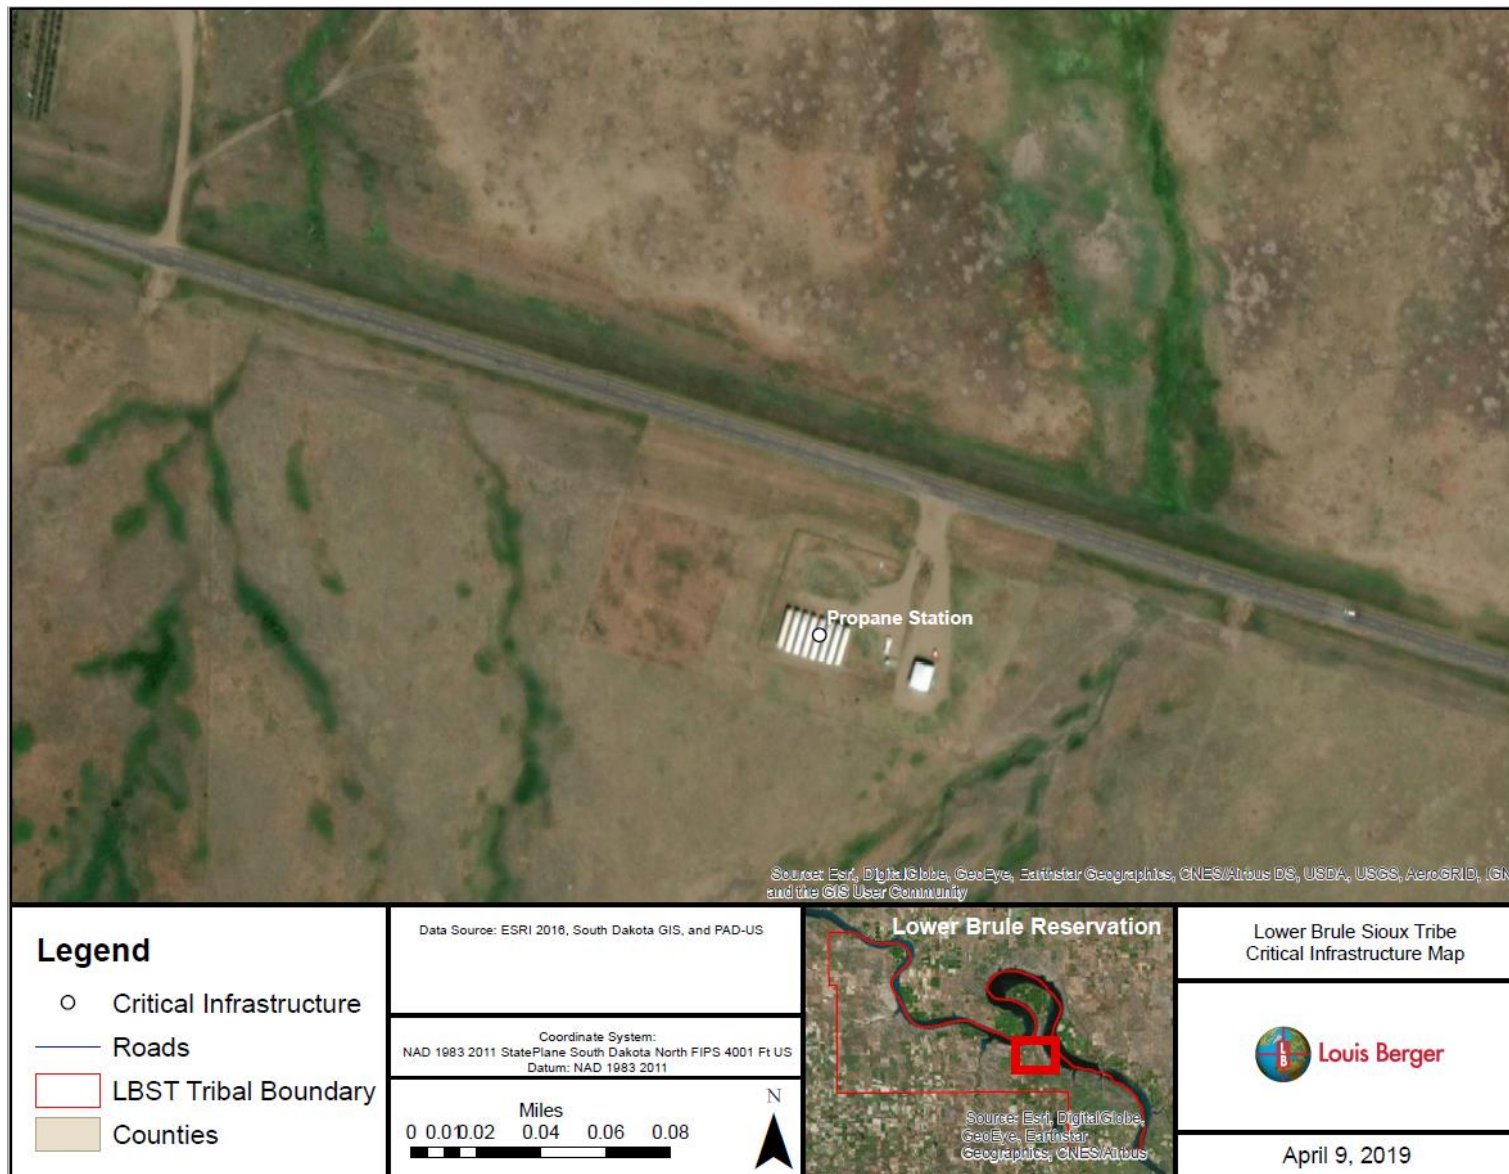 Propane Station
Source: Esri, DigitalGlobe, GeoEye, Earthstar Geographics, CNES/Airbus DS, USDA, USGS, AeroGRID, IGN,
and the GIS User Community
Legend
Critical Infrastructure
Roads
LBST Tribal Boundary
Counties
Data Source: ESRI 2016, South Dakota GIS, and PAD-US
Coordinate System:
NAD 1983 2011 StatePlane South Dakota North FIPS 4001 Ft US
Datum: NAD 1983 2011
Miles
0 0.01 0.02 0.04 0.06 0.08
N
Lower Brule Reservation
Source: Esri, DigitalGlobe,
GeoEye, Earthstar
Geographics, CNES/Airbus
Lower Brule Sioux Tribe
Critical Infrastructure Map
L
B
Louis Berger
April 9, 2019